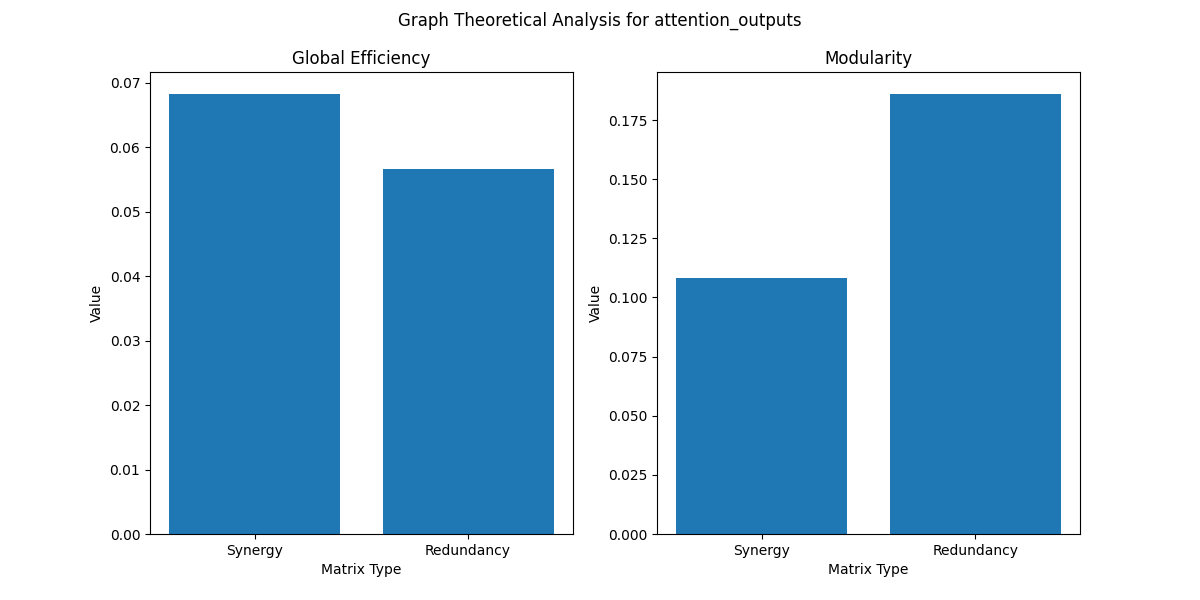 Graph Theoretical Analysis for attention_outputs
Global Efficiency
0.07
0.06
0.05
0.04
0.03
0.02
0.01
0.00
Value
Synergy
Redundancy
Matrix Type
Modularity
0.175
0.150
0.125
0.100
0.075
0.050
0.025
0.000
Value
Synergy
Redundancy
Matrix Type